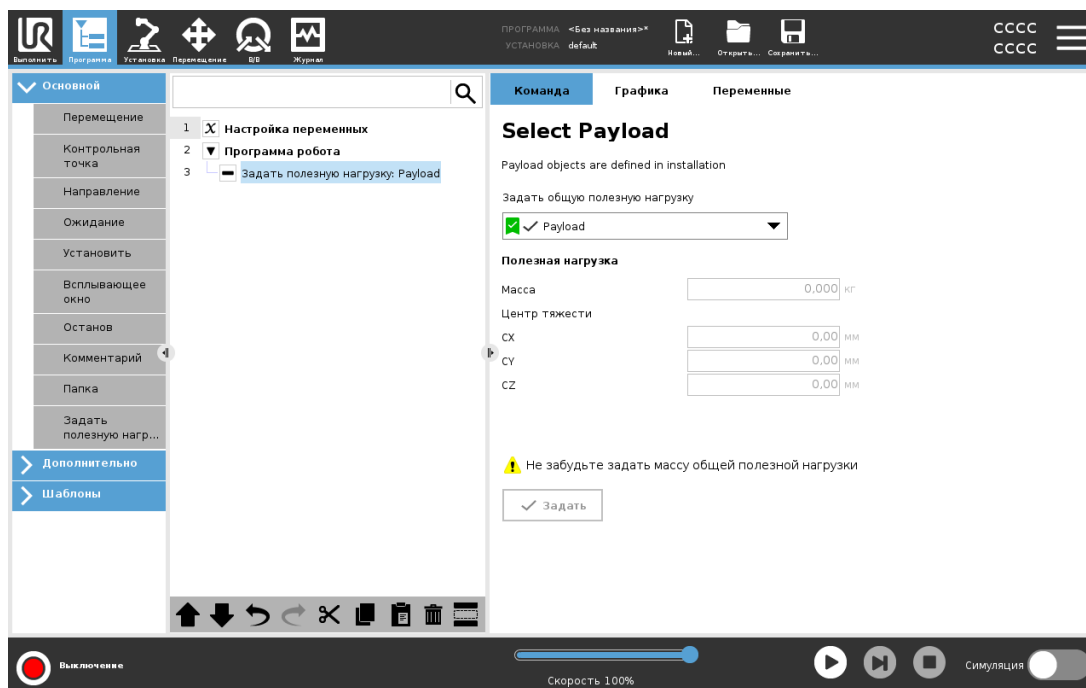 UR
ПРОГРАММА <Без названия>*
УСТАНОВКА default
Выполнить Программа Установка Перемещение В/В Журнал
Новый... Открыть... Сохранить...
CCCC
CCCC
Основной
Перемещение
Контрольная
точка
Направление
Ожидание
Установить
Всплывающее
окно
Останов
Комментарий
Папка
Задать
полезную нагр...
Дополнительно
Шаблоны
1 X Настройка переменных
2 Программа робота
3 Задать полезную нагрузку: Payload
Команда Графика Переменные
Select Payload
Payload objects are defined in installation
Задать общую полезную нагрузку
Payload
Полезная нагрузка
Масса 0,000 кг
Центр тяжести
CX 0,00 мм
CY 0,00 мм
CZ 0,00 мм
Не забудьте задать массу общей полезной нагрузки
Задать
Выключение
Скорость 100%
Симуляция